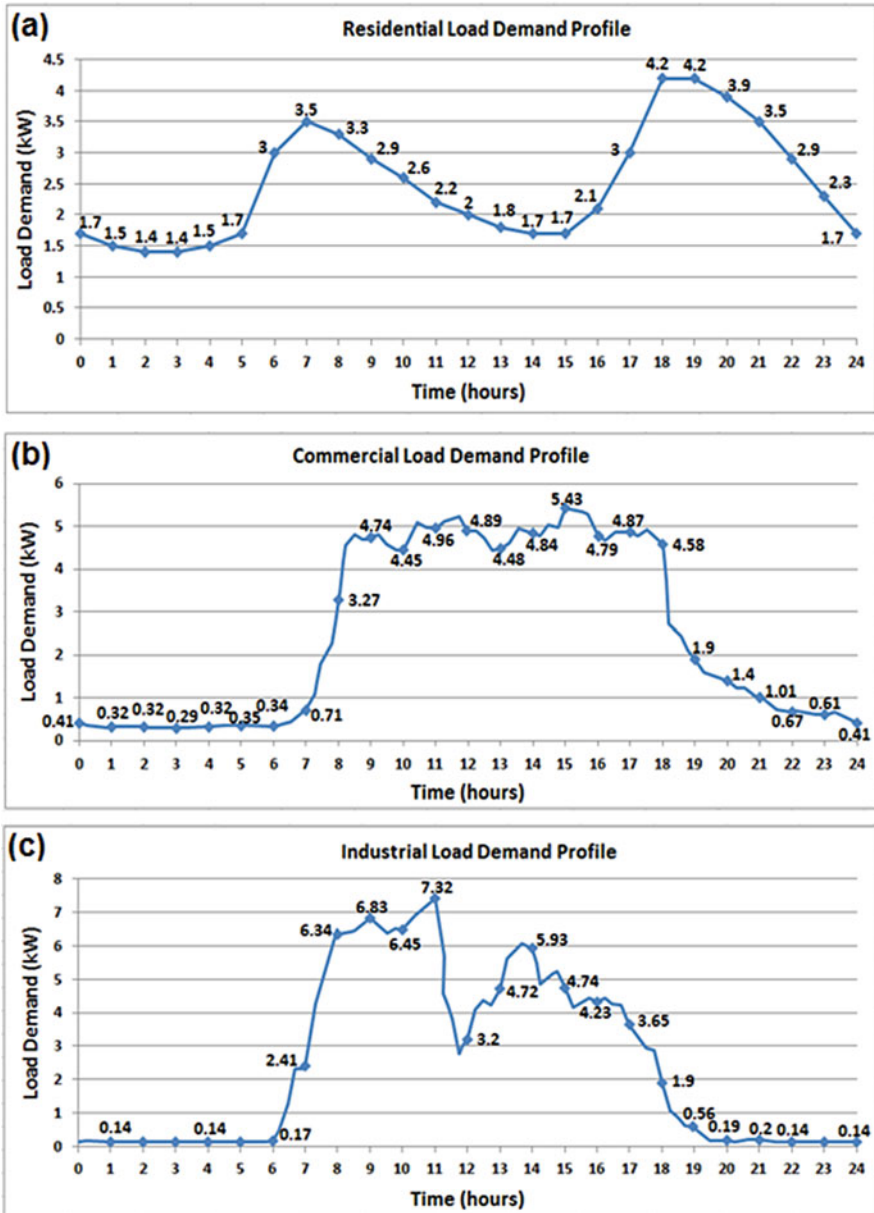 (a)
Residential Load Demand Profile
Load Demand (kW)
4.5
4
3.5
3
2.5
2
1.5
1
0.5
0
1.7 1.5 1.4 1.4 1.5 1.7 3 3.5 3.3 2.9 2.6 2.2 2 1.8 1.7 1.7 2.1 3 4.2 4.2 3.9 3.5 2.9 2.3 1.7
0 1 2 3 4 5 6 7 8 9 10 11 12 13 14 15 16 17 18 19 20 21 22 23 24
Time (hours)
(b)
Commercial Load Demand Profile
Load Demand (kW)
6
5
4
3
2
1
0
0.41 0.32 0.32 0.29 0.32 0.35 0.34 0.71 3.27 4.74 4.45 4.96 4.89 4.48 4.84 5.43 4.79 4.87 4.58 1.9 1.4 1.01 0.67 0.61 0.41
0 1 2 3 4 5 6 7 8 9 10 11 12 13 14 15 16 17 18 19 20 21 22 23 24
Time (hours)
(c)
Industrial Load Demand Profile
Load Demand (kW)
8
7
6
5
4
3
2
1
0
0.14 0.14 0.17 2.41 6.34 6.83 6.45 7.32 3.2 4.72 5.93 4.74 4.23 3.65 1.9 0.56 0.19 0.2 0.14 0.14
0 1 2 3 4 5 6 7 8 9 10 11 12 13 14 15 16 17 18 19 20 21 22 23 24
Time (hours)